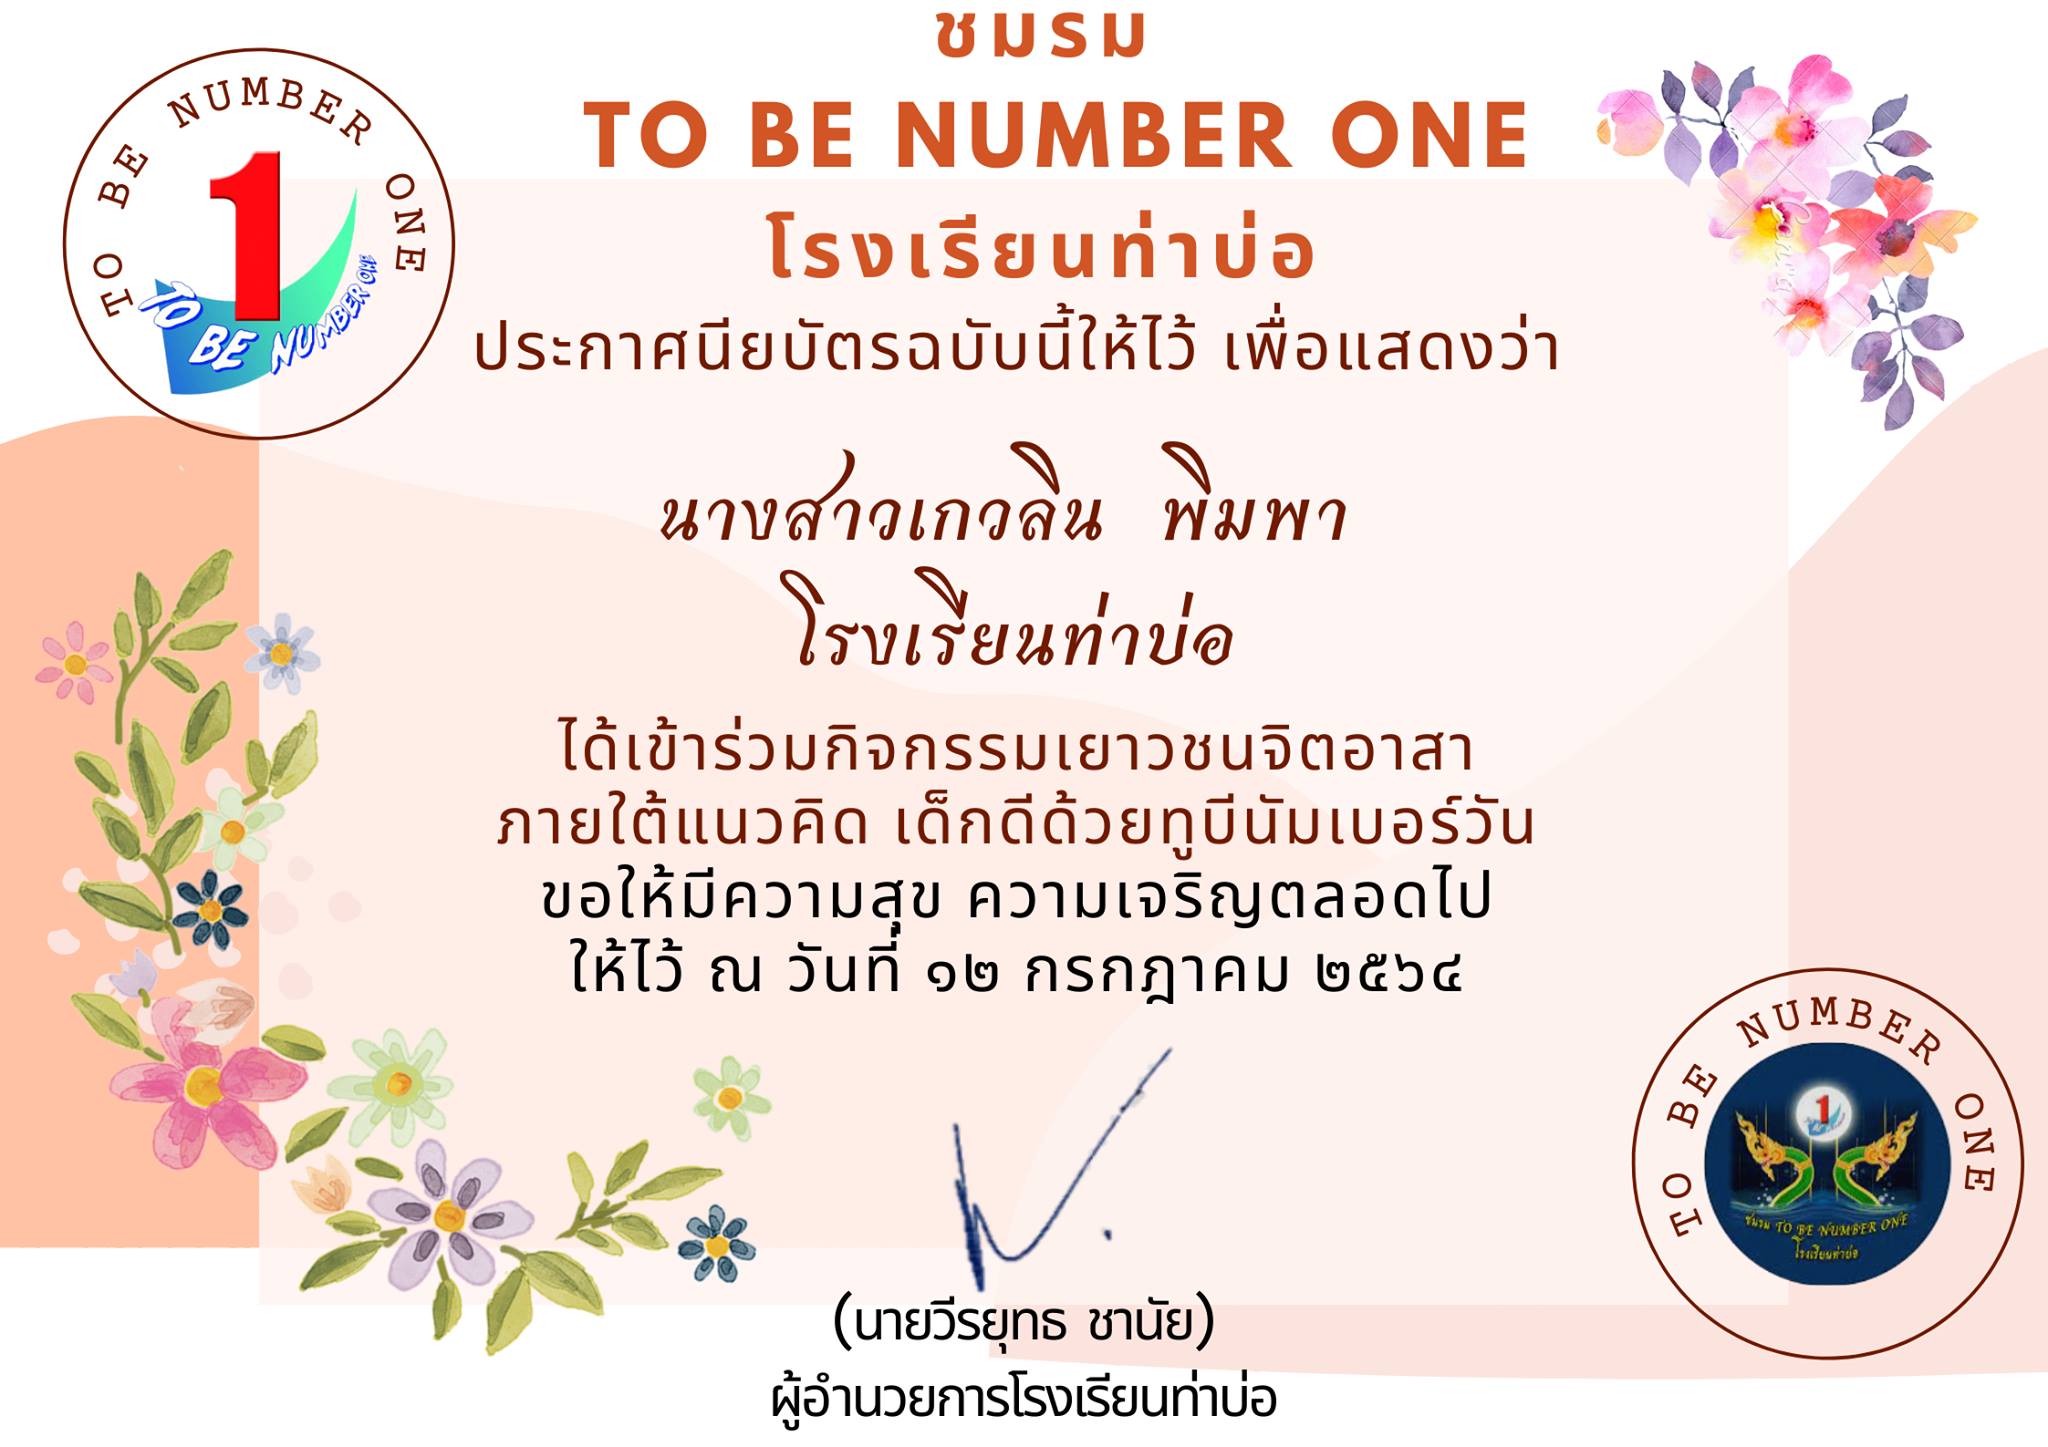 ชมรม
TO BE NUMBER ONE
โรงเรียนท่าบ่อ
TO BE NUMBER ONE
1
TO BE NUMBER ONE
ประกาศนียบัตรฉบับนี้ให้ไว้ เพื่อแสดงว่า
นางสาวเกวลิน พิมพา
โรงเรียนท่าบ่อ
ได้เข้าร่วมกิจกรรมเยาวชนจิตอาสา
ภายใต้แนวคิด เด็กดีด้วยทูบีนัมเบอร์วัน
ขอให้มีความสุข ความเจริญตลอดไป
ให้ไว้ ณ วันที่ ๑๒ กรกฎาคม ๒๕๖๔
(นายวีรยุทธ ชานัย)
ผู้อำนวยการโรงเรียนท่าบ่อ
TO BE NUMBER ONE
1
ชมรม TO BE NUMBER ONE
โรงเรียนท่าบ่อ